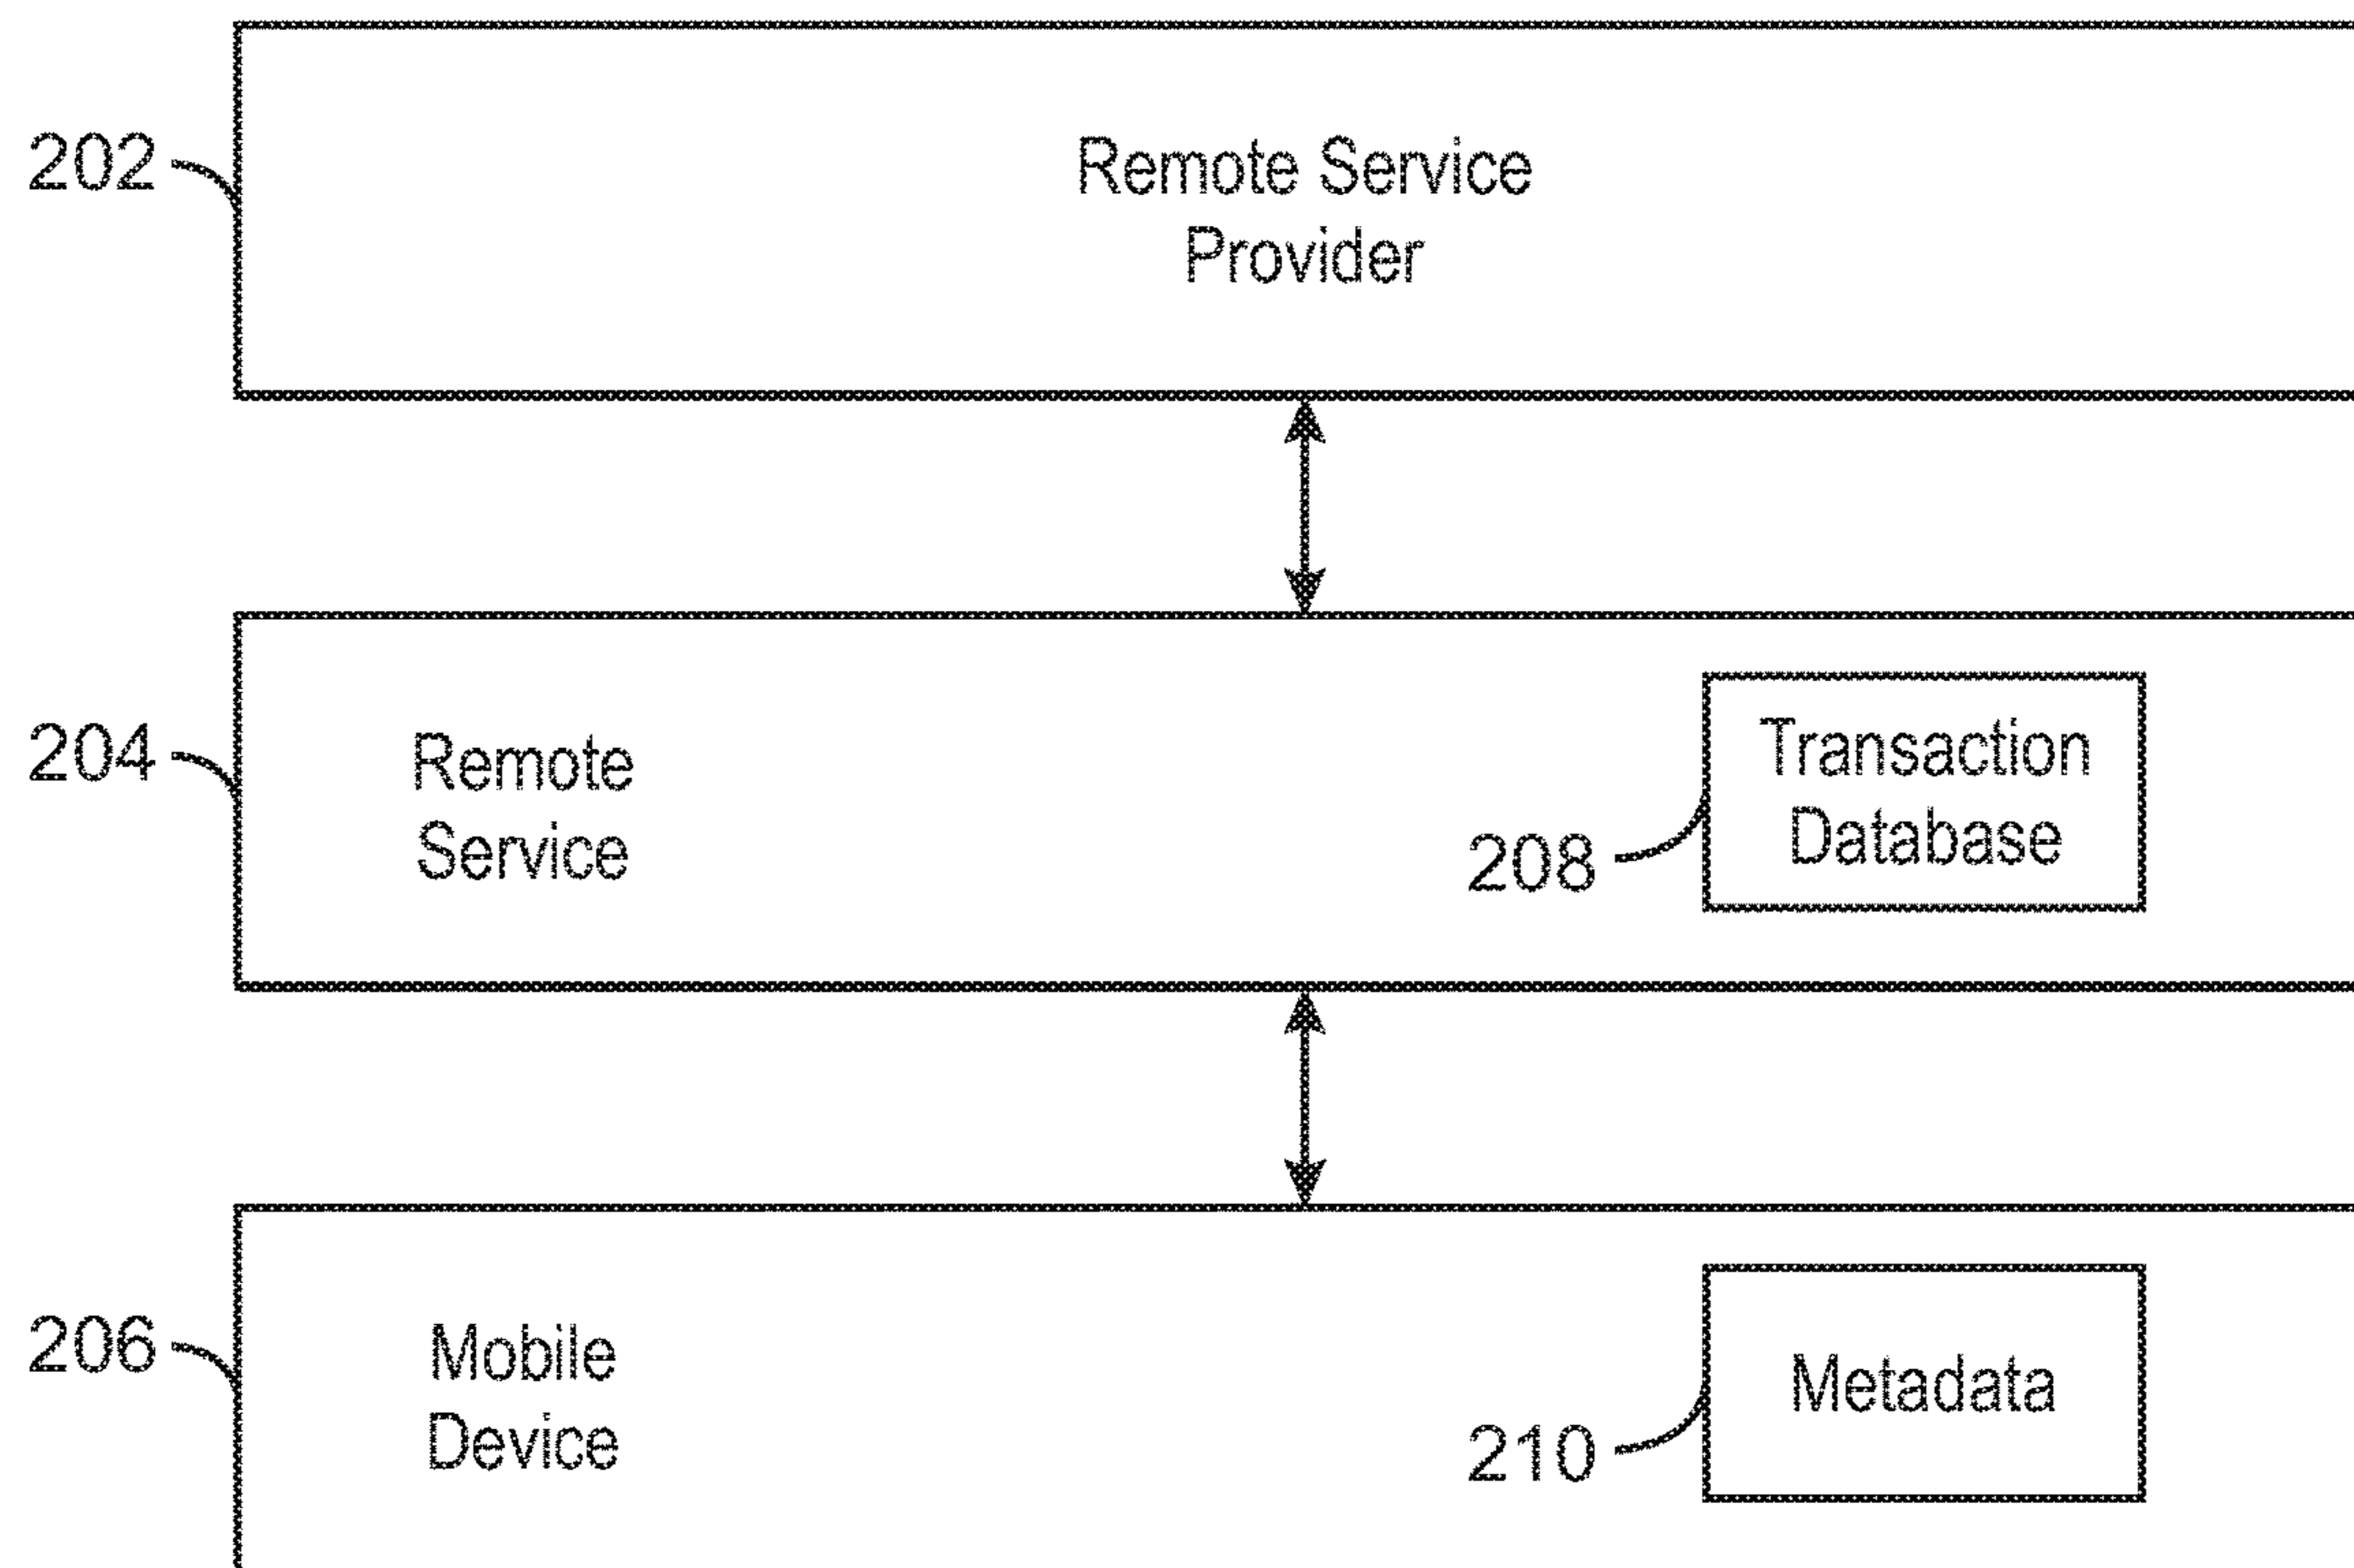 202
Remote Service
Provider
204
Remote
Service
208
Transaction
Database
206
Mobile
Device
210
Metadata